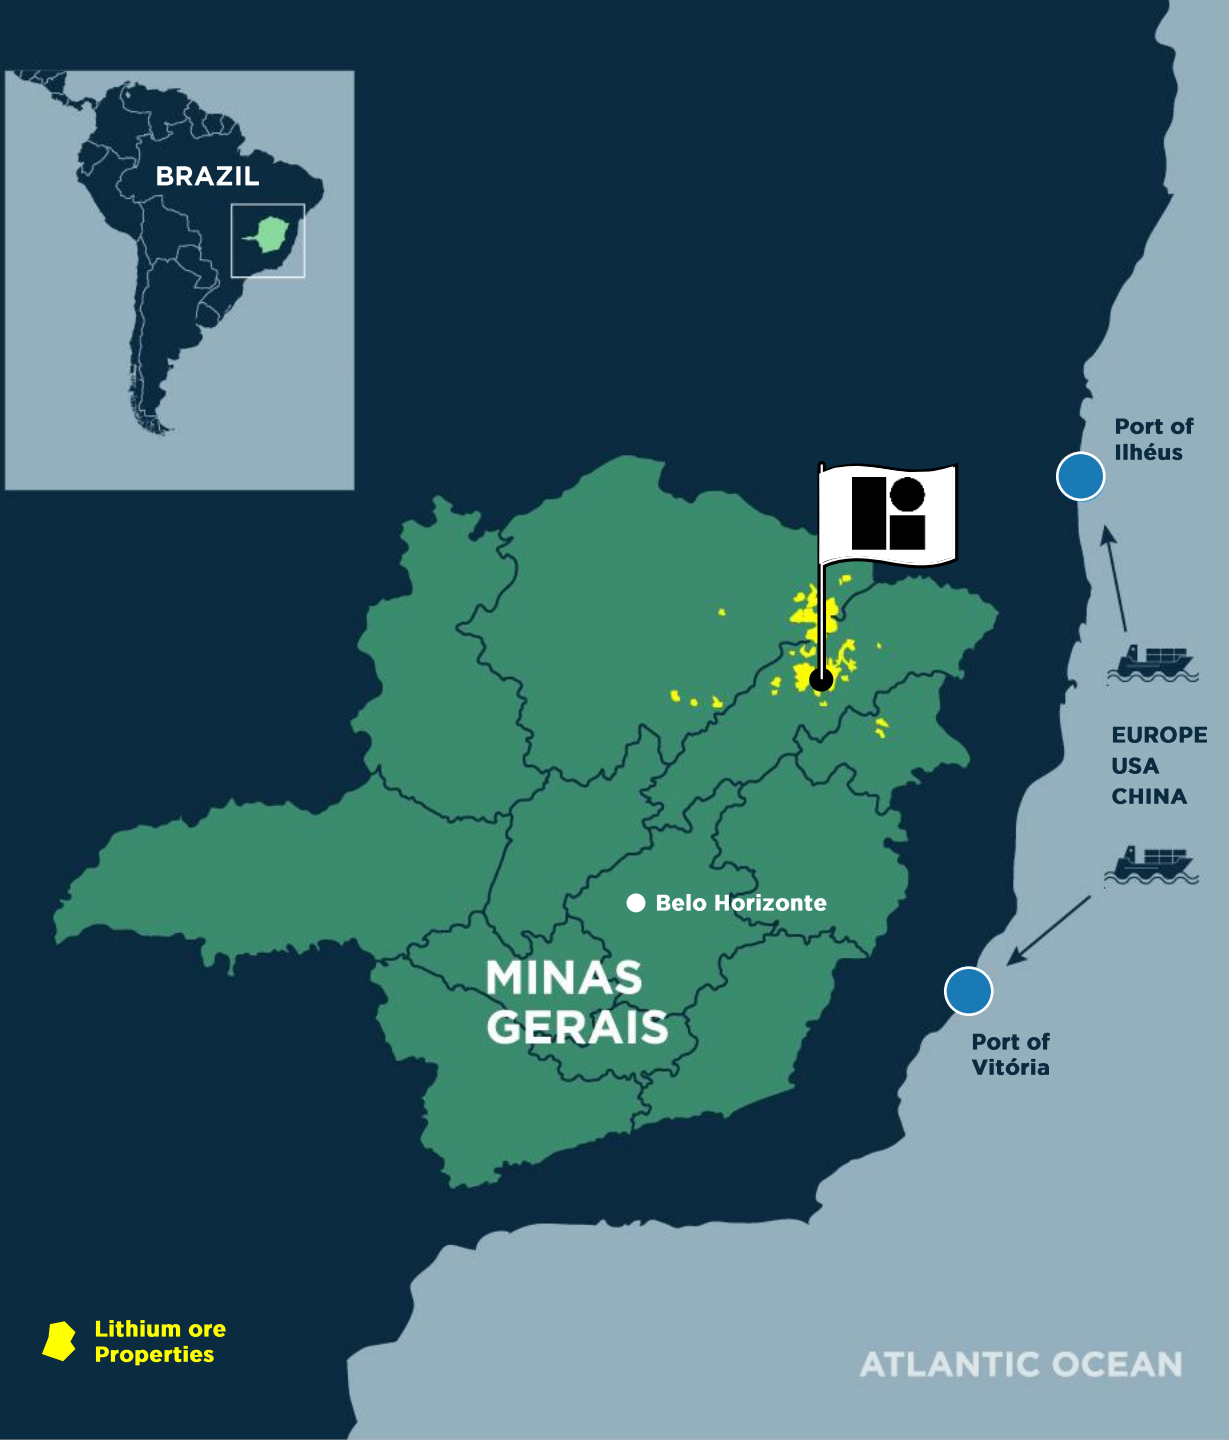 BRAZIL
Port of
Ilhéus
EUROPE
USA
CHINA
Belo Horizonte
MINAS
GERAIS
Port of
Vitória
Lithium ore
Properties
ATLANTIC OCEAN